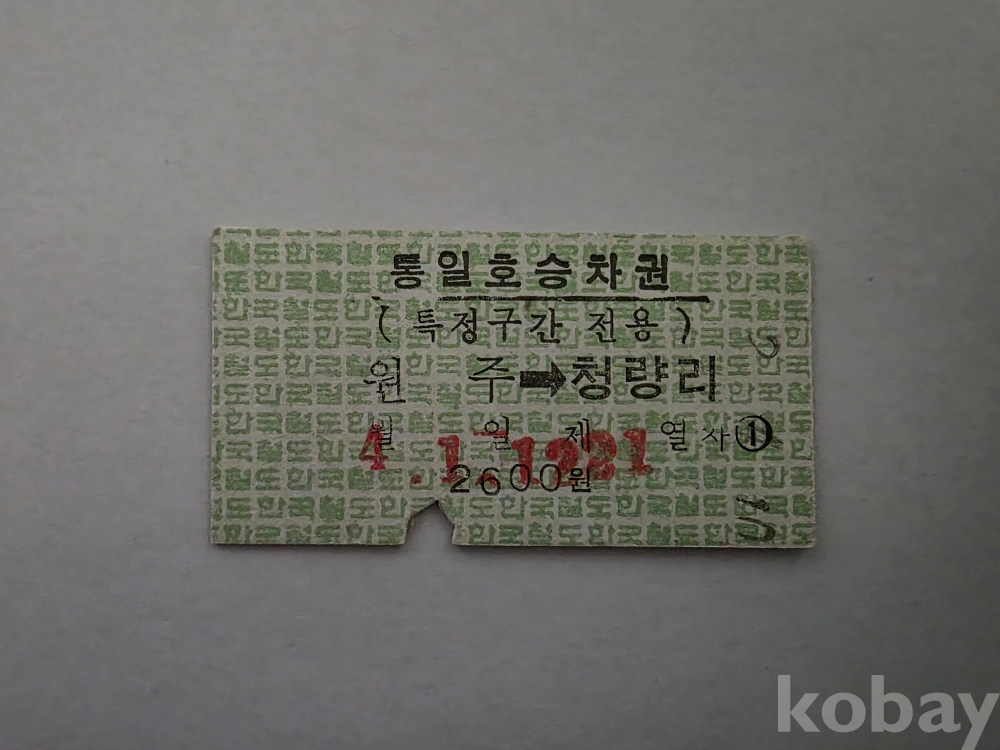 통일호승차권
( 특정구간 전용 )
원 주 ➡ 청량리
월 일 제 열차 ①
4 . 1
2600원
kobay